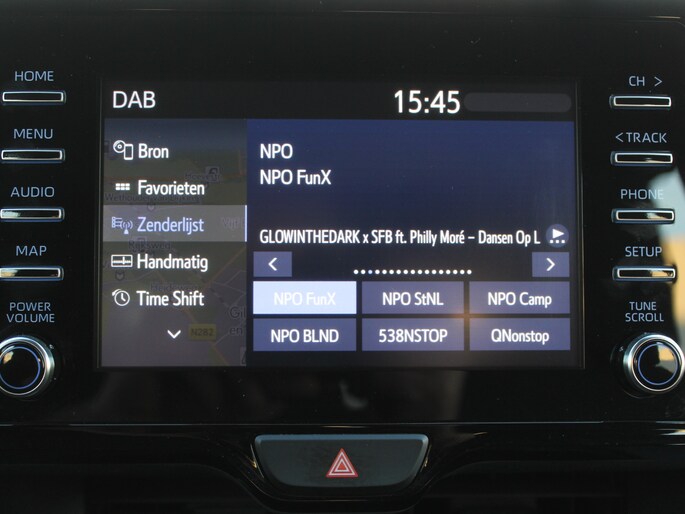 HOME
MENU
AUDIO
MAP
POWER
VOLUME
DAB
15:45
Bron
Favorieten
Zenderlijst
Handmatig
Time Shift
N282
NPO
NPO FunX
GLOWINTHEDARK x SFB ft. Philly Moré – Dansen Op L
NPO FunX
NPO StNL
NPO Camp
NPO BLND
538NSTOP
QNonstop
CH >
< TRACK
PHONE
SETUP
TUNE
SCROLL